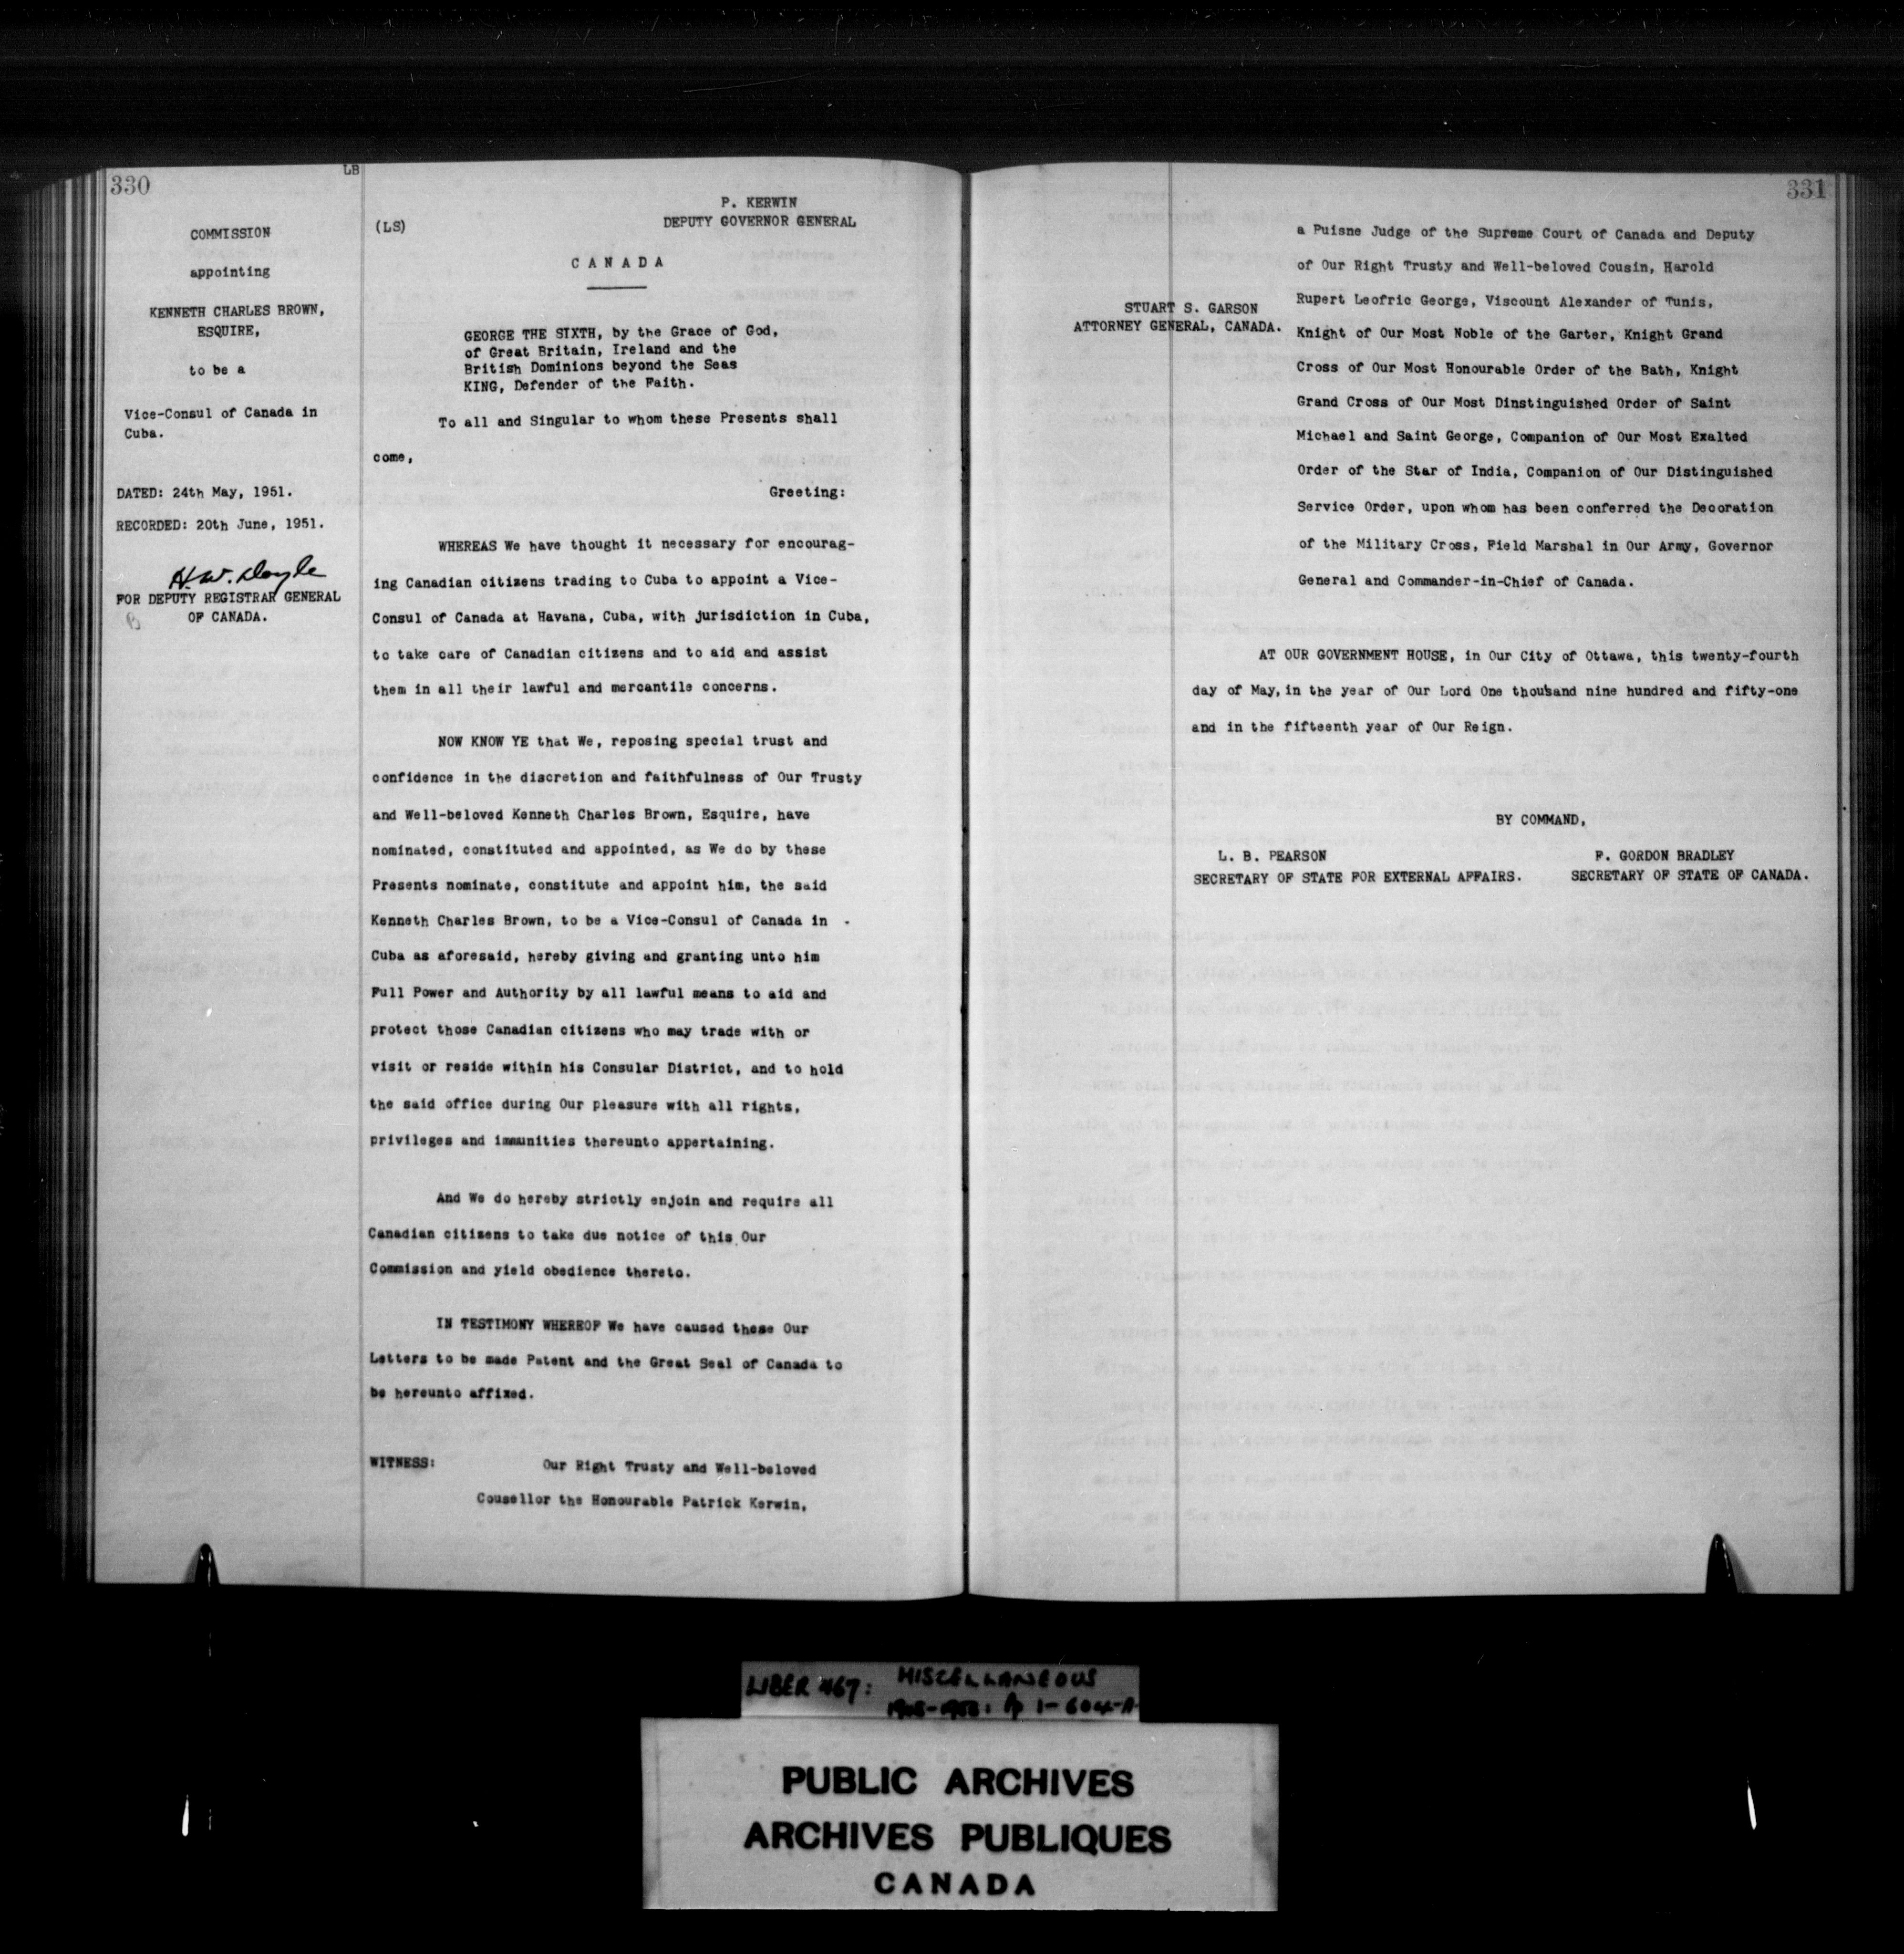 330
LB
COMMISSION
appointing
KENNETH CHARLES BROWN,
ESQUIRE,
to be a
Vice-Consul of Canada in
Cuba.
DATED: 24th May, 1951.
RECORDED: 20th June, 1951.
H. W. Doyle
FOR DEPUTY REGISTRAR GENERAL
OF CANADA.
P. KERWIN
(LS) DEPUTY GOVERNOR GENERAL
C A N A D A
GEORGE THE SIXTH, by the Grace of God,
of Great Britain, Ireland and the
British Dominions beyond the Seas
KING, Defender of the Faith.
To all and Singular to whom these Presents shall
come,
Greeting:
WHEREAS We have thought it necessary for encourag-
ing Canadian citizens trading to Cuba to appoint a Vice-
Consul of Canada at Havana, Cuba, with jurisdiction in Cuba,
to take care of Canadian citizens and to aid and assist
them in all their lawful and mercantile concerns.
NOW KNOW YE that We, reposing special trust and
confidence in the discretion and faithfulness of Our Trusty
and Well-beloved Kenneth Charles Brown, Esquire, have
nominated, constituted and appointed, as We do by these
Presents nominate, constitute and appoint him, the said
Kenneth Charles Brown, to be a Vice-Consul of Canada in
Cuba as aforesaid, hereby giving and granting unto him
Full Power and Authority by all lawful means to aid and
protect those Canadian citizens who may trade with or
visit or reside within his Consular District, and to hold
the said office during Our pleasure with all rights,
privileges and immunities thereunto appertaining.
And We do hereby strictly enjoin and require all
Canadian citizens to take due notice of this Our
Commission and yield obedience thereto.
IN TESTIMONY WHEREOF We have caused these Our
Letters to be made Patent and the Great Seal of Canada to
be hereunto affixed.
WITNESS: Our Right Trusty and Well-beloved
Cousellor the Honourable Patrick Kerwin,
331
STUART S. GARSON
ATTORNEY GENERAL, CANADA.
a Puisne Judge of the Supreme Court of Canada and Deputy
of Our Right Trusty and Well-beloved Cousin, Harold
Rupert Leofric George, Viscount Alexander of Tunis,
Knight of Our Most Noble of the Garter, Knight Grand
Cross of Our Most Honourable Order of the Bath, Knight
Grand Cross of Our Most Dinstinguished Order of Saint
Michael and Saint George, Companion of Our Most Exalted
Order of the Star of India, Companion of Our Distinguished
Service Order, upon whom has been conferred the Decoration
of the Military Cross, Field Marshal in Our Army, Governor
General and Commander-in-Chief of Canada.
AT OUR GOVERNMENT HOUSE, in Our City of Ottawa, this twenty-fourth
day of May, in the year of Our Lord One thousand nine hundred and fifty-one
and in the fifteenth year of Our Reign.
BY COMMAND,
L. B. PEARSON
SECRETARY OF STATE FOR EXTERNAL AFFAIRS.
F. GORDON BRADLEY
SECRETARY OF STATE OF CANADA.
LIBER 467: MISCELLANEOUS
1-604-A
PUBLIC ARCHIVES
ARCHIVES PUBLIQUES
CANADA